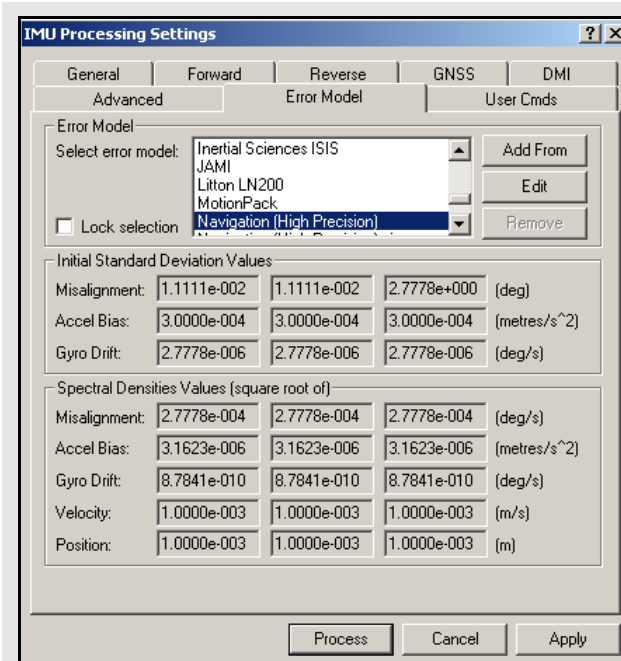 IMU Processing Settings
General Forward Reverse GNSS DMI
Advanced Error Model User Cmds
Error Model
Select error model:
Inertial Sciences ISIS
JAMI
Litton LN200
MotionPack
Navigation (High Precision)
Lock selection
Add From
Edit
Remove
Initial Standard Deviation Values
Misalignment: 1.1111e-002 1.1111e-002 2.7778e+000 (deg)
Accel Bias: 3.0000e-004 3.0000e-004 3.0000e-004 (metres/s^2)
Gyro Drift: 2.7778e-006 2.7778e-006 2.7778e-006 (deg/s)
Spectral Densities Values (square root of)
Misalignment: 2.7778e-004 2.7778e-004 2.7778e-004 (deg/s)
Accel Bias: 3.1623e-006 3.1623e-006 3.1623e-006 (metres/s^2)
Gyro Drift: 8.7841e-010 8.7841e-010 8.7841e-010 (deg/s)
Velocity: 1.0000e-003 1.0000e-003 1.0000e-003 (m/s)
Position: 1.0000e-003 1.0000e-003 1.0000e-003 (m)
Process Cancel Apply